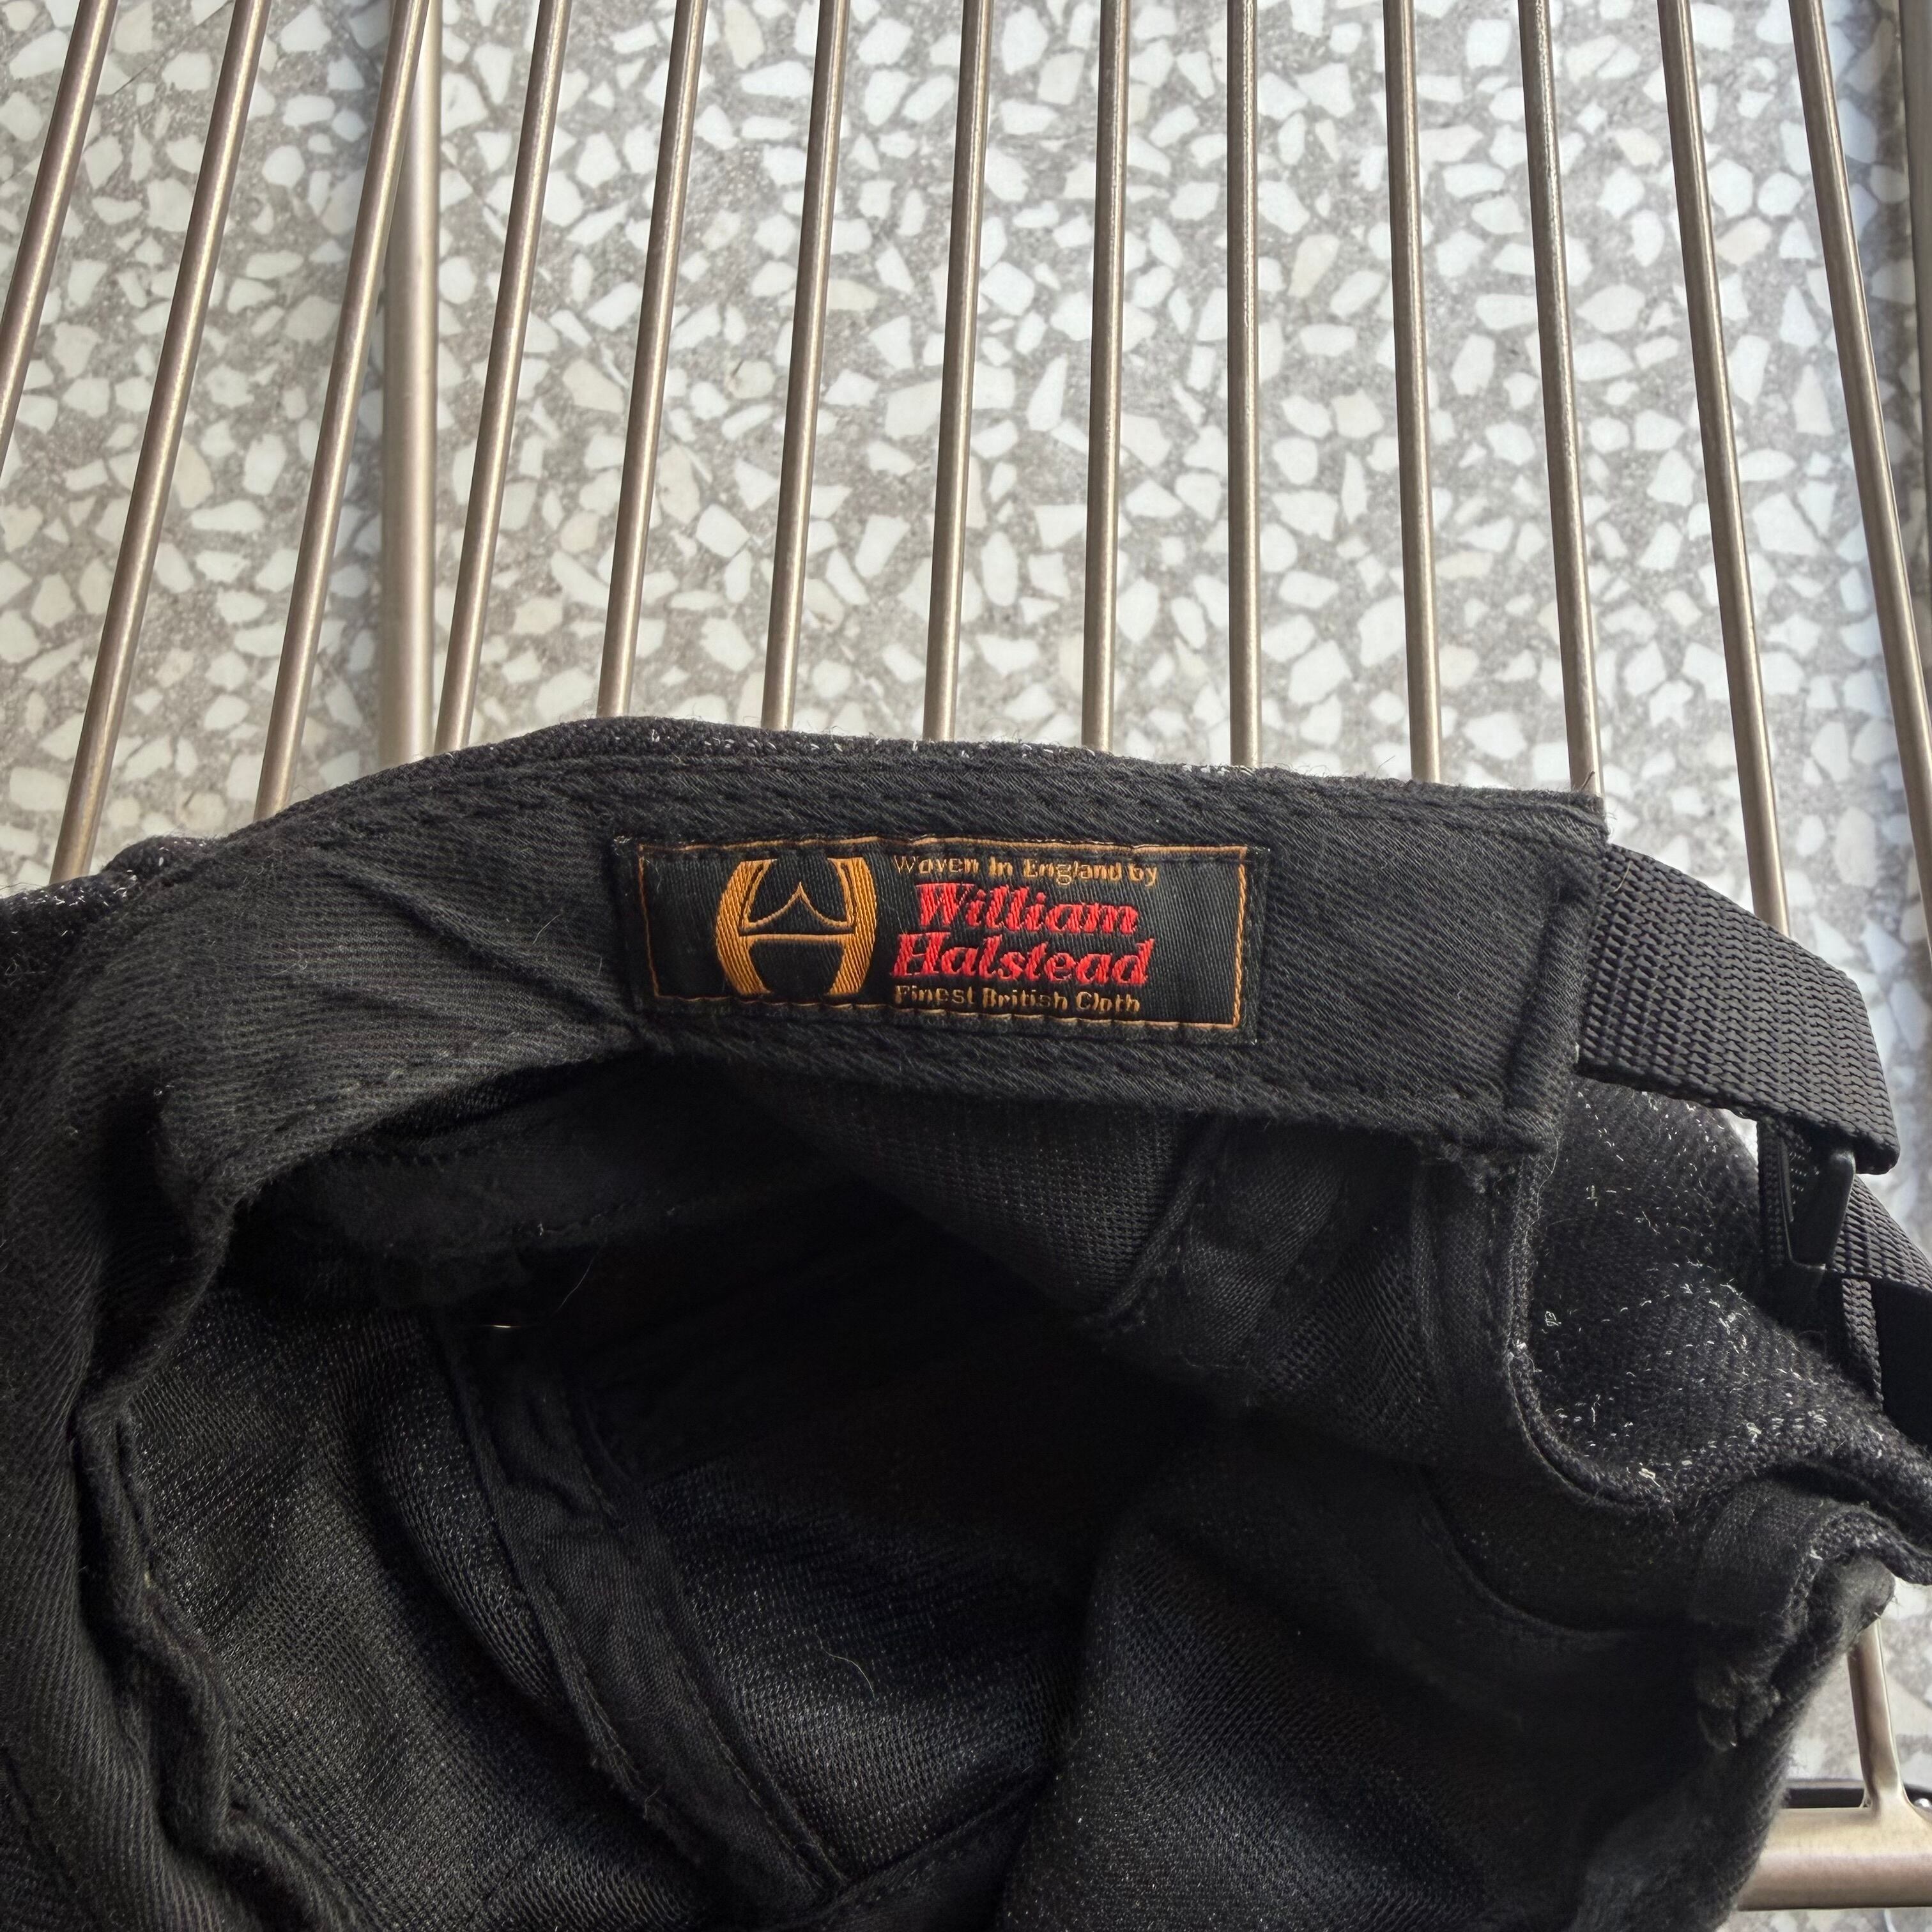 Woven in England by
William
Halstead
Finest British Cloth